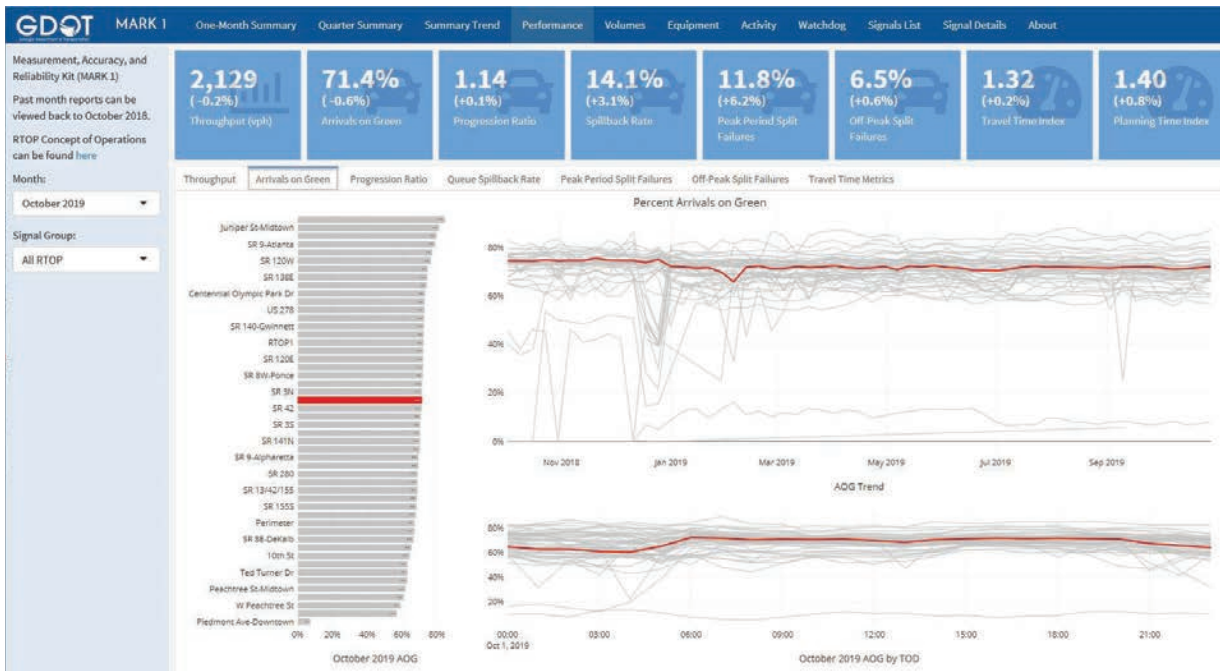 GDOT
MARK 1
One-Month Summary
Quarter Summary
Summary Trend
Performance
Volumes
Equipment
Activity
Watchdog
Signals List
Signal Details
About
Measurement, Accuracy, and
Reliability Kit (MARK 1)
Past month reports can be
viewed back to October 2018.
RTOP Concept of Operations
can be found here
Month:
October 2019
Signal Group:
All RTOP
2,129
(-0.2%)
Throughput (vph)
71.4%
(-0.6%)
Arrivals on Green
1.14
(+0.1%)
Progression Ratio
14.1%
(+3.1%)
Spillback Rate
11.8%
(+6.2%)
Peak Period Split
Failures
6.5%
(+0.6%)
Off-Peak Split
Failures
1.32
(+0.2%)
Travel Time Index
1.40
(+0.8%)
Planning Time Index
Throughput
Arrivals on Green
Progression Ratio
Queue Spillback Rate
Peak Period Split Failures
Off-Peak Split Failures
Travel Time Metrics
Juniper St-Midtown
SR 9-Atlanta
SR 120W
SR 138E
Centennial Olympic Park Dr
US 278
SR 140-Gwinnett
RTOP1
SR 120E
SR 8W-Ponce
SR 42
SR 3S
SR 141N
SR 9-Alpharetta
SR 280
SR 13/42/155
SR 155S
Perimeter
SR 8E-DeKalb
10th St
Ted Turner Dr
Peachtree St-Midtown
W Peachtree St
Piedmont Ave-Downtown
0% 20% 40% 60% 80%
October 2019 AOG
Percent Arrivals on Green
80%
60%
40%
20%
0%
Nov 2018 Jan 2019 Mar 2019 May 2019 Jul 2019 Sep 2019
AOG Trend
80%
60%
40%
20%
00:00 03:00 06:00 09:00 12:00 15:00 18:00 21:00
Oct 1, 2019
October 2019 AOG by TOD